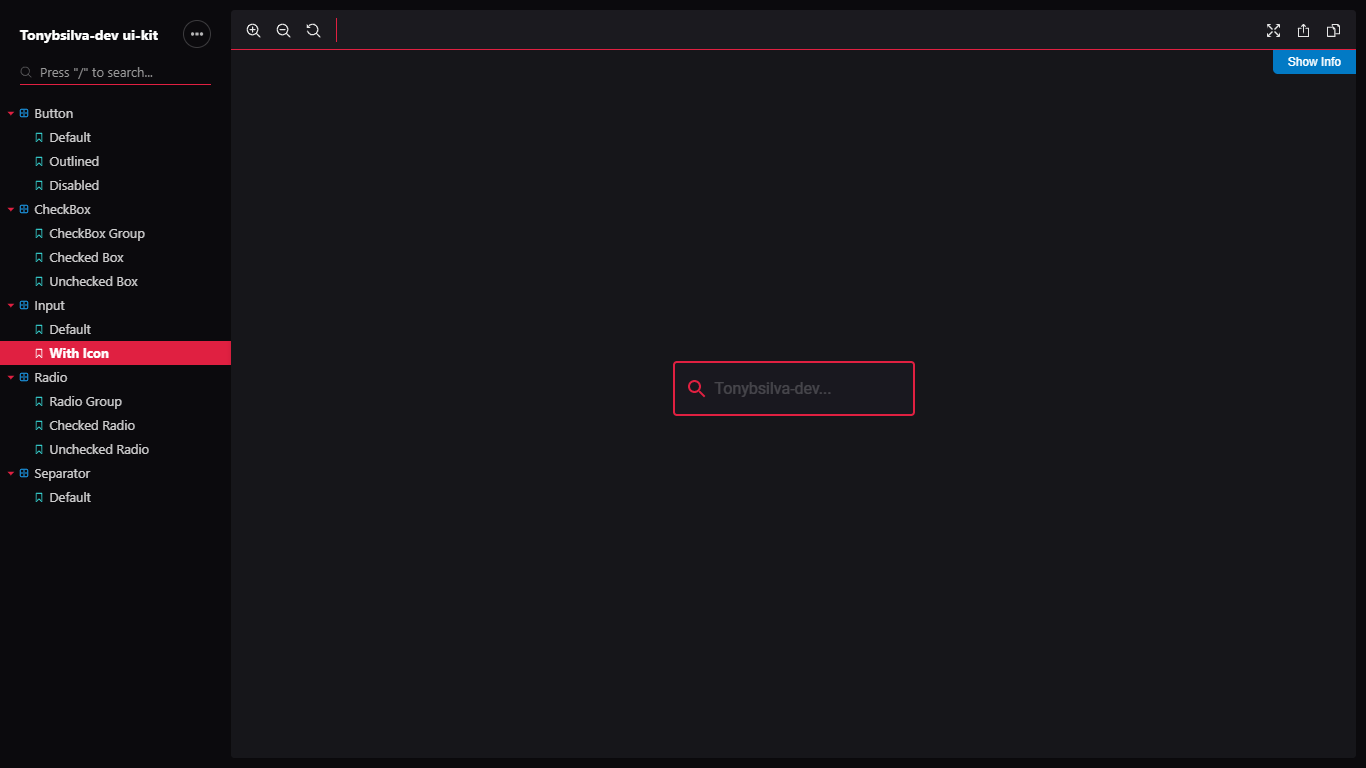 Tonybsilva-dev ui-kit
Press "/" to search...
Button
Default
Outlined
Disabled
CheckBox
CheckBox Group
Checked Box
Unchecked Box
Input
Default
With Icon
Radio
Radio Group
Checked Radio
Unchecked Radio
Separator
Default
Show Info
Tonybsilva-dev...